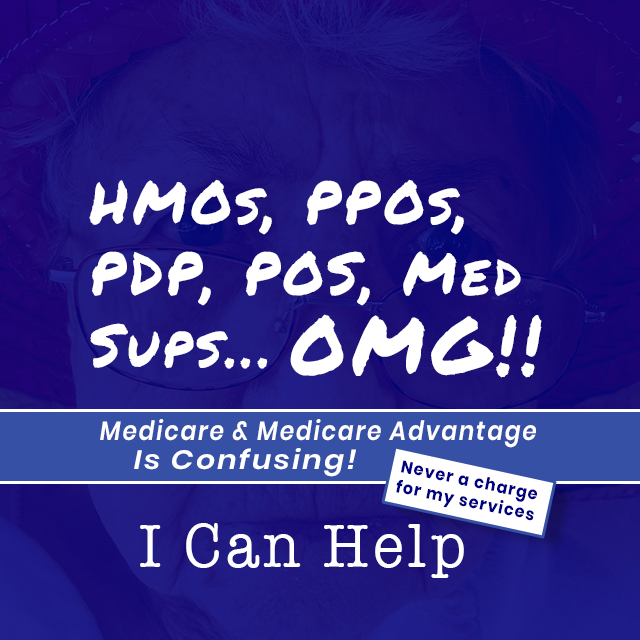 HMOs, PPOs,
PDP, POS, Med
Sups... OMG!!
Medicare & Medicare Advantage
Is Confusing!
Never a charge
for my services
I Can Help